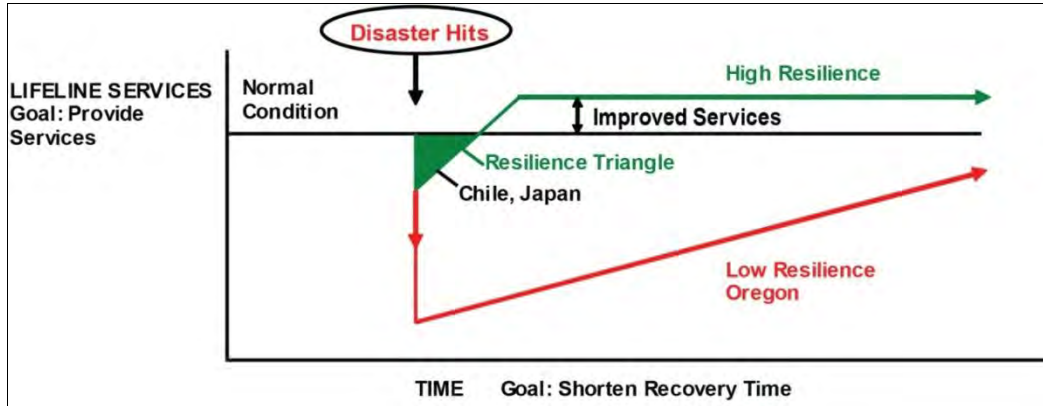 Disaster Hits
LIFELINE SERVICES
Goal: Provide
Services
Normal
Condition
High Resilience
Improved Services
Resilience Triangle
Chile, Japan
Low Resilience
Oregon
TIME Goal: Shorten Recovery Time